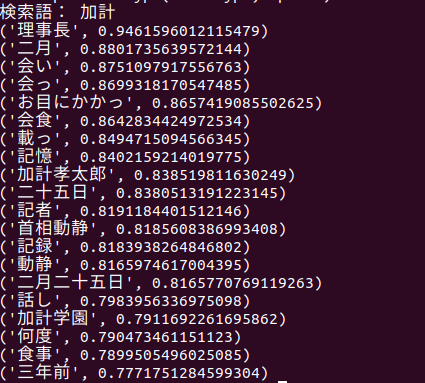 検索語： 加計
('理事長', 0.9461596012115479)
('二月', 0.8801735639572144)
('会い', 0.8751097917556763)
('会っ', 0.8699318170547485)
('お目にかかっ', 0.8657419085502625)
('会食', 0.8642834424972534)
('載っ', 0.8494715094566345)
('記憶', 0.8402159214019775)
('加計孝太郎', 0.838519811630249)
('二十五日', 0.8380513191223145)
('記者', 0.8191184401512146)
('首相動静', 0.8185608386993408)
('記録', 0.8183938264846802)
('動静', 0.8165974617004395)
('二月二十五日', 0.8165770769119263)
('話し', 0.7983956336975098)
('加計学園', 0.7911692261695862)
('何度', 0.790473461151123)
('食事', 0.7899505496025085)
('三年前', 0.7771751284599304)